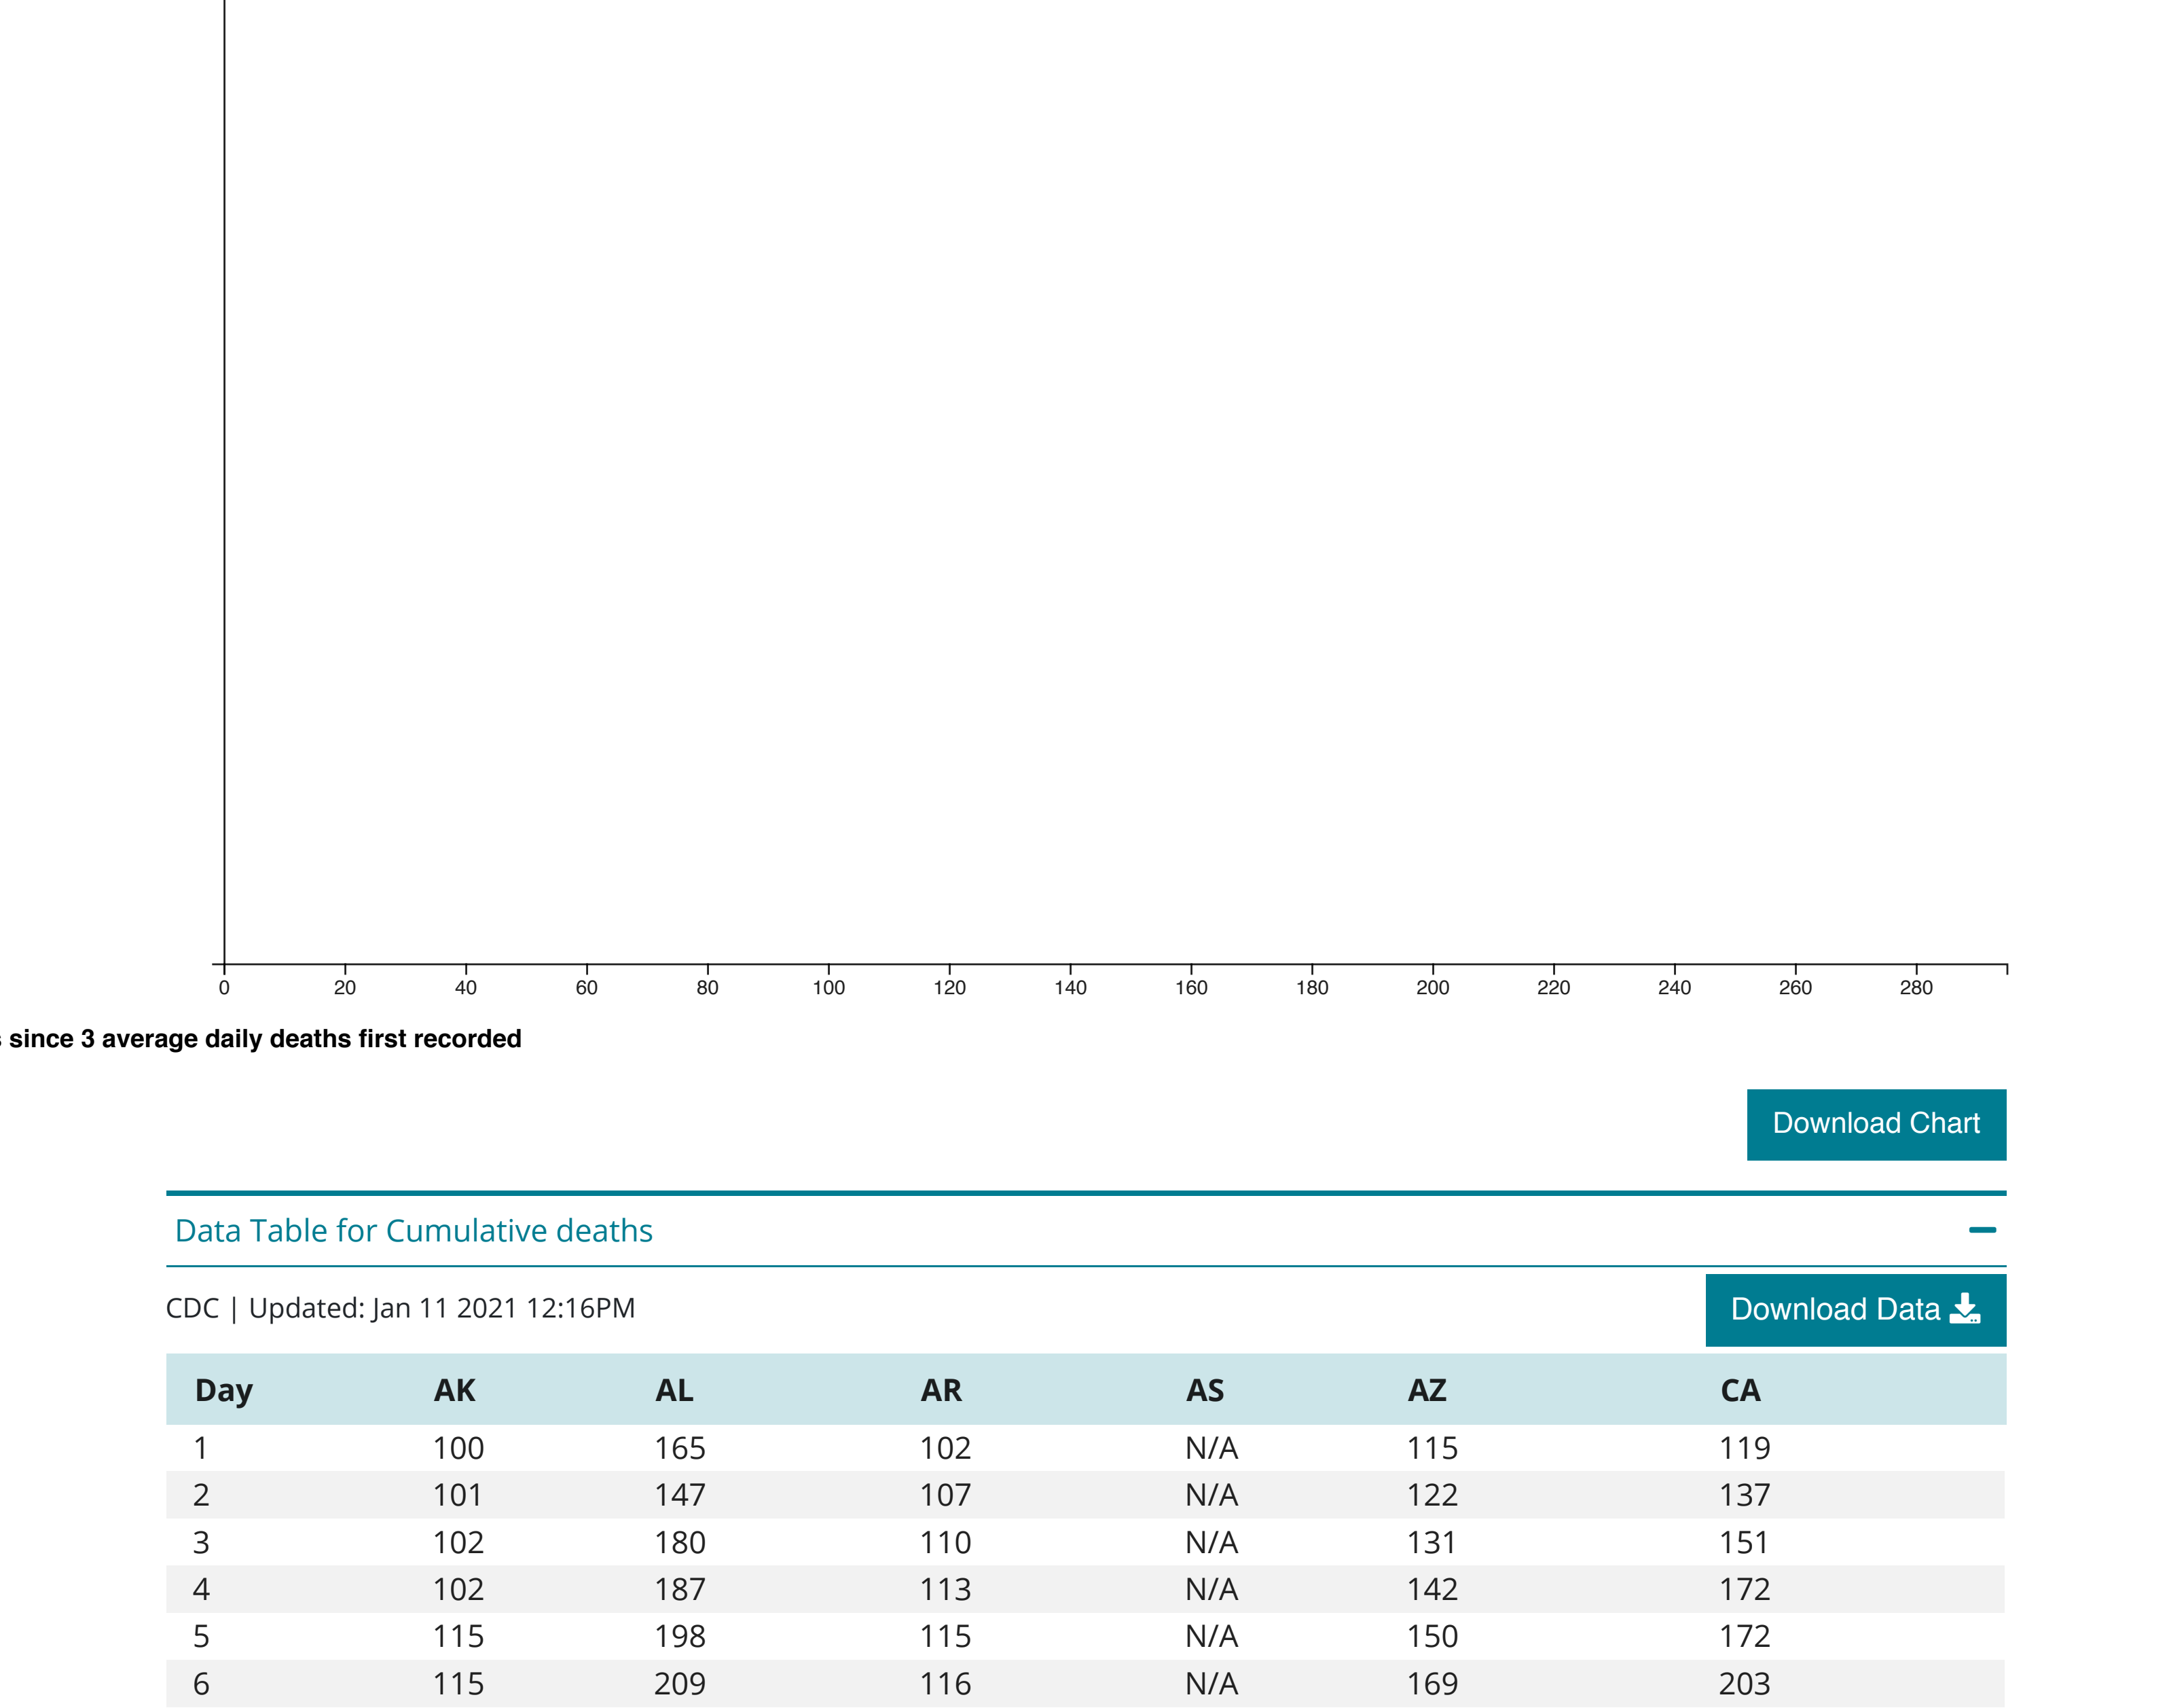 0 20 40 60 80 100 120 140 160 180 200 220 240 260 280
since 3 average daily deaths first recorded
Download Chart
Data Table for Cumulative deaths
CDC | Updated: Jan 11 2021 12:16PM
Download Data
Day AK AL AR AS AZ CA
1 100 165 102 N/A 115 119
2 101 147 107 N/A 122 137
3 102 180 110 N/A 131 151
4 102 187 113 N/A 142 172
5 115 198 115 N/A 150 172
6 115 209 116 N/A 169 203